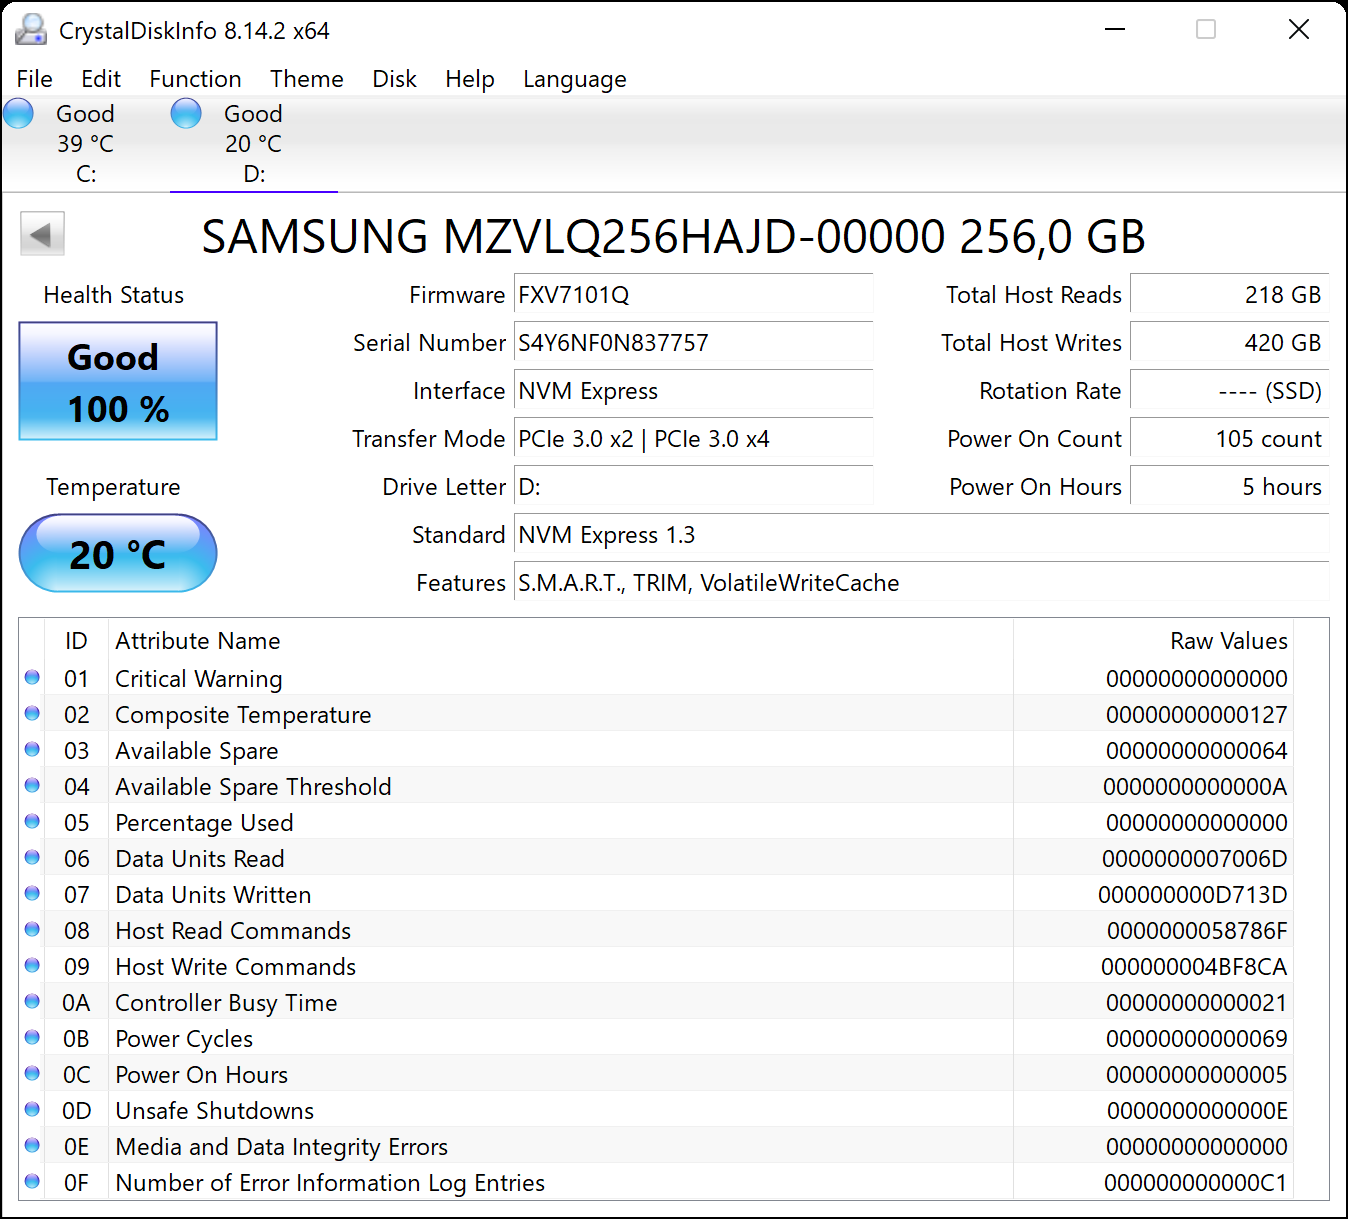 CrystalDiskInfo 8.14.2 x64
File Edit Function Theme Disk Help Language
Good Good
39 °C 20 °C
C: D:
SAMSUNG MZVLQ256HAJD-00000 256,0 GB
Health Status
Good
100 %
Temperature
20 °C
Firmware FXV7101Q
Serial Number S4Y6NF0N837757
Interface NVM Express
Transfer Mode PCIe 3.0 x2 | PCIe 3.0 x4
Drive Letter D:
Standard NVM Express 1.3
Features S.M.A.R.T., TRIM, VolatileWriteCache
Total Host Reads 218 GB
Total Host Writes 420 GB
Rotation Rate ---- (SSD)
Power On Count 105 count
Power On Hours 5 hours
ID Attribute Name Raw Values
01 Critical Warning 00000000000000
02 Composite Temperature 00000000000127
03 Available Spare 00000000000064
04 Available Spare Threshold 0000000000000A
05 Percentage Used 00000000000000
06 Data Units Read 0000000007006D
07 Data Units Written 000000000D713D
08 Host Read Commands 0000000058786F
09 Host Write Commands 000000004BF8CA
0A Controller Busy Time 00000000000021
0B Power Cycles 00000000000069
0C Power On Hours 00000000000005
0D Unsafe Shutdowns 0000000000000E
0E Media and Data Integrity Errors 00000000000000
0F Number of Error Information Log Entries 000000000000C1